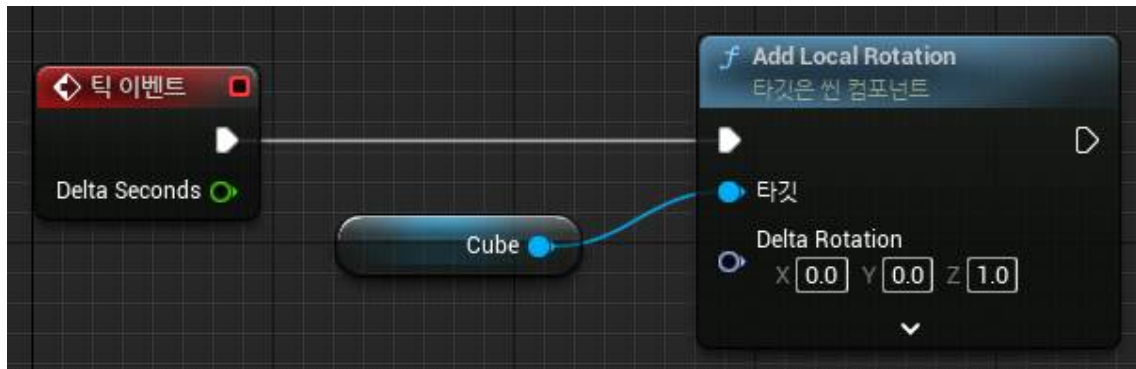 틱 이벤트
Delta Seconds
Cube
f Add Local Rotation
타깃은 씬 컴포넌트
타깃
Delta Rotation
X 0.0 Y 0.0 Z 1.0